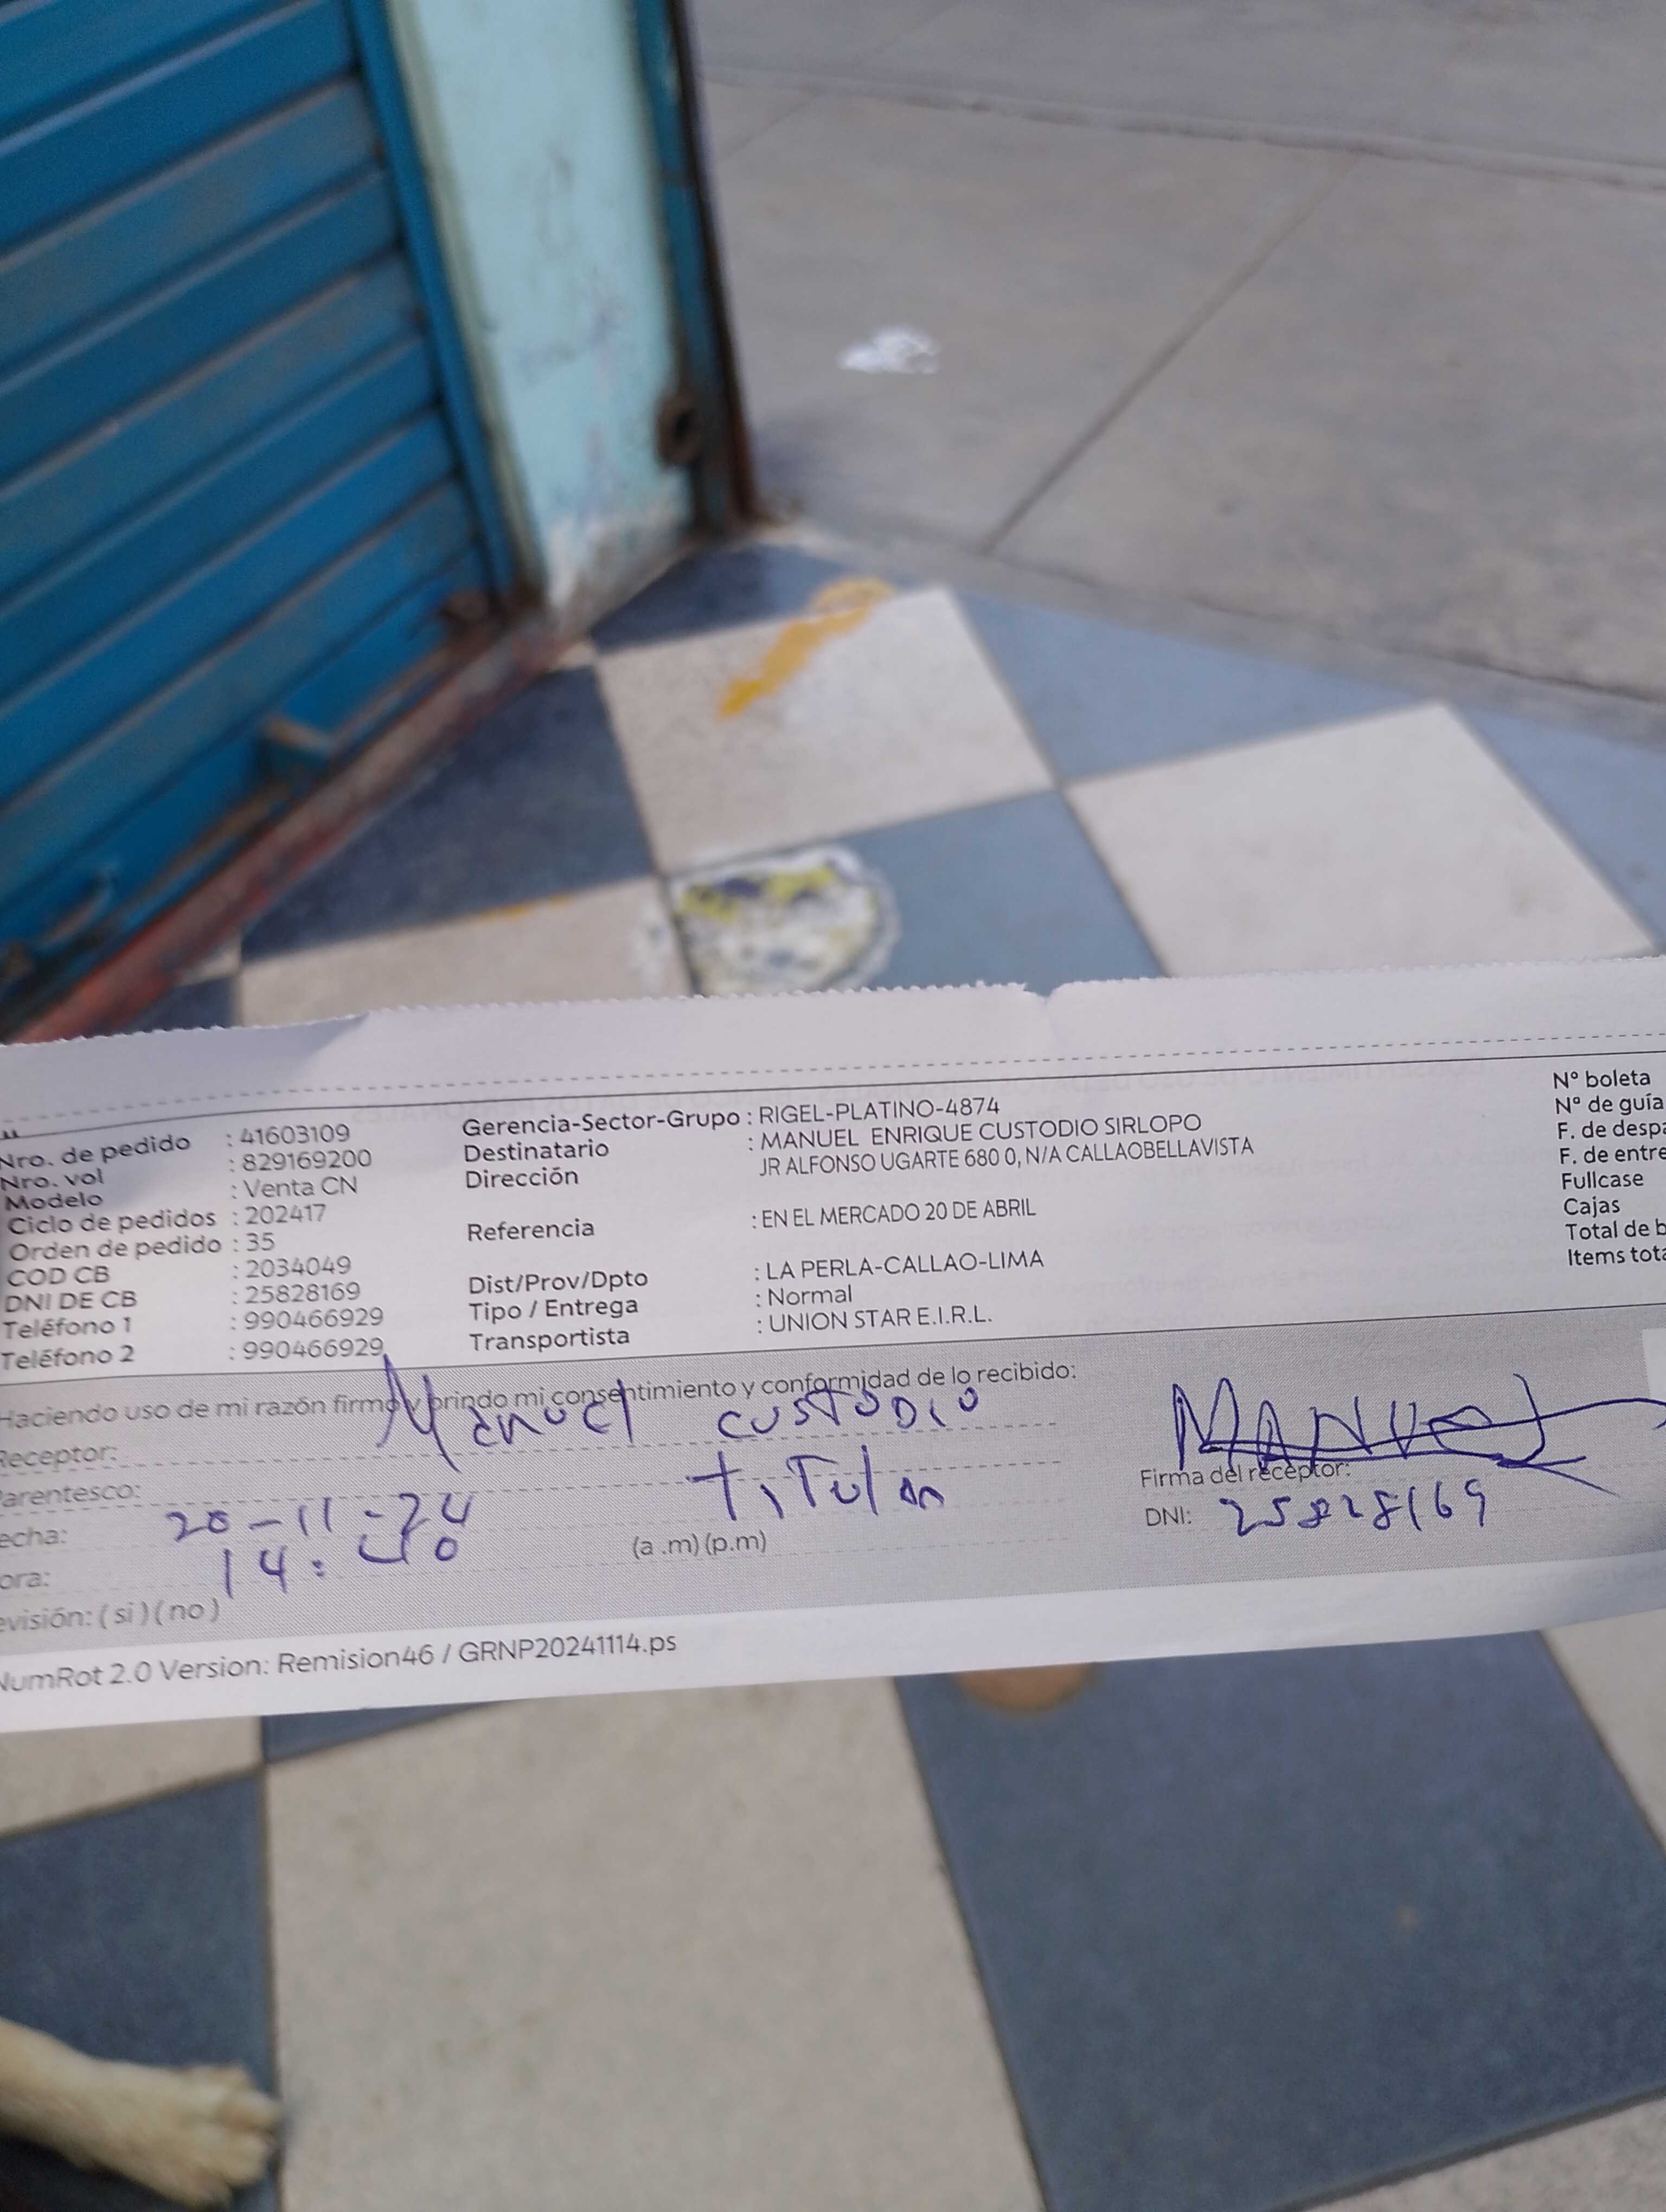 Nro. de pedido : 41603109
Nro. vol : 829169200
Modelo : Venta CN
Ciclo de pedidos : 202417
Orden de pedido : 35
COD CB : 2034049
DNI DE CB : 25828169
Teléfono 1 : 990466929
Teléfono 2 : 990466929
Gerencia-Sector-Grupo : RIGEL-PLATINO-4874
Destinatario : MANUEL ENRIQUE CUSTODIO SIRLOPO
Dirección JR ALFONSO UGARTE 680 0, N/A CALLAOBELLAVISTA
Referencia : EN EL MERCADO 20 DE ABRIL
Dist/Prov/Dpto : LA PERLA-CALLAO-LIMA
Tipo / Entrega : Normal
Transportista : UNION STAR E.I.R.L.
Nº boleta
Nº de guía
F. de despa
F. de entre
Fullcase
Cajas
Total de b
Items tota
Haciendo uso de mi razón firmo y brindo mi consentimiento y conformidad de lo recibido:
Receptor: Manuel CUSTODIO
Parentesco: Titular
echa: 20-11-24
ora: 14:40 (a .m) (p.m)
evisión: ( si ) ( no )
MANUEL
Firma del receptor:
DNI: 25828169
NumRot 2.0 Version: Remision46 / GRNP20241114.ps